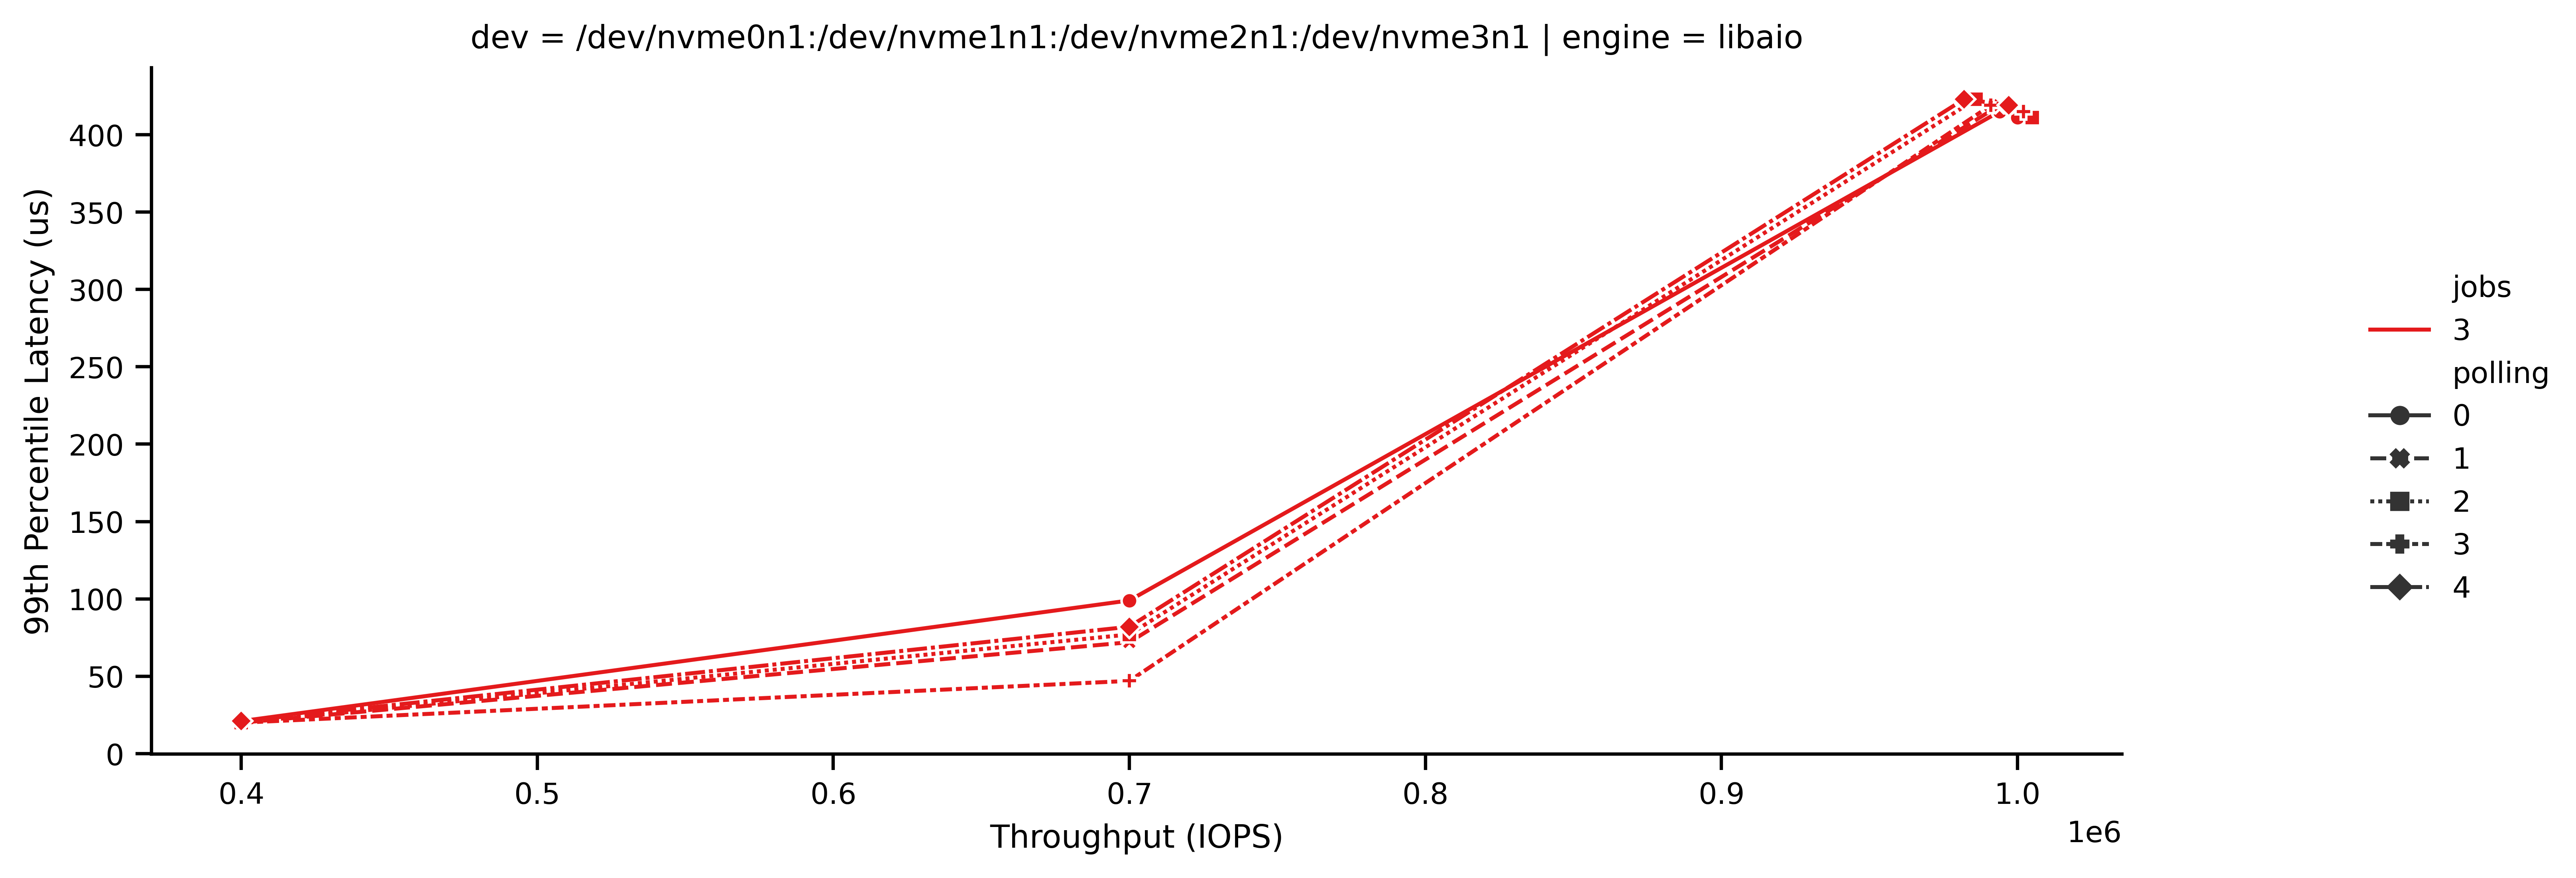 dev = /dev/nvme0n1:/dev/nvme1n1:/dev/nvme2n1:/dev/nvme3n1 | engine = libaio
99th Percentile Latency (us)
400
350
300
250
200
150
100
50
0
0.4 0.5 0.6 0.7 0.8 0.9 1.0
1e6
Throughput (IOPS)
jobs
3
polling
0
1
2
3
4